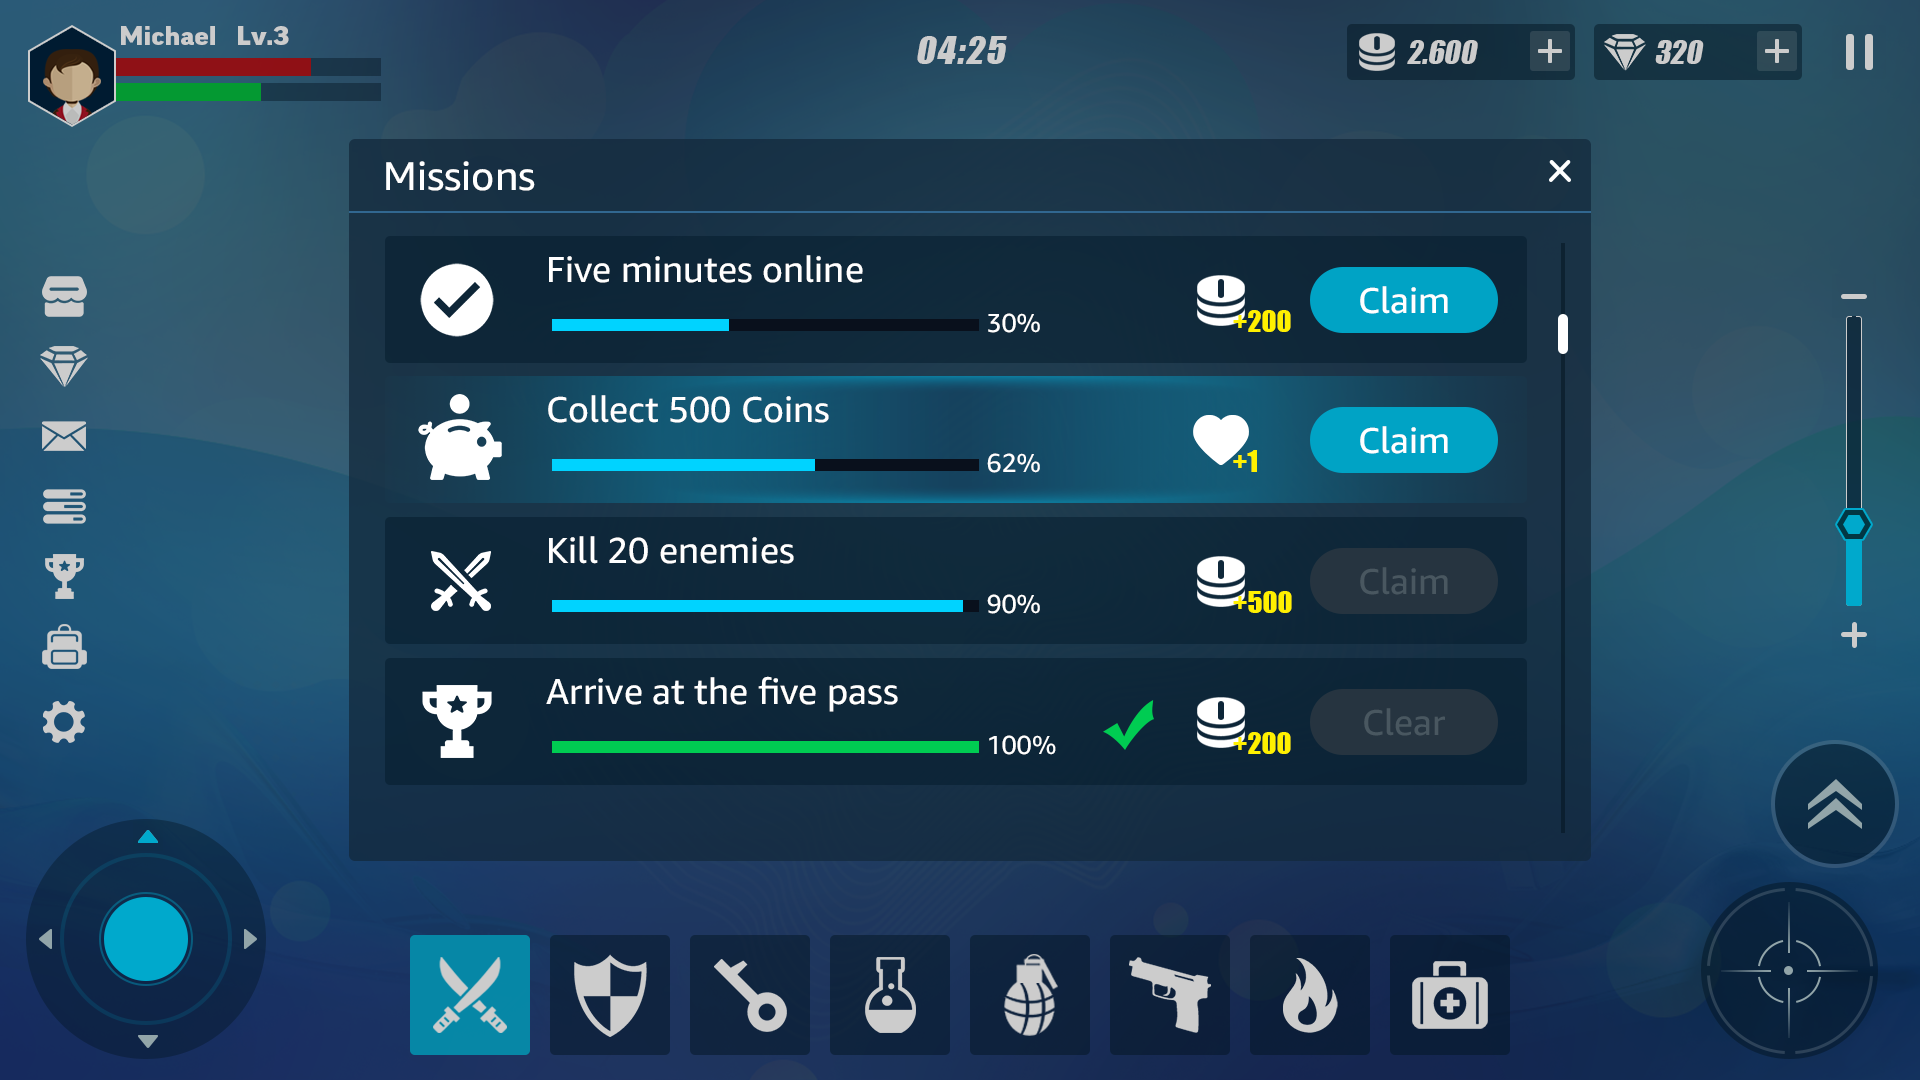 Michael Lv.3
04:25
2.600
320
Missions
Five minutes online
30%
+200
Claim
Collect 500 Coins
62%
+1
Claim
Kill 20 enemies
90%
+500
Claim
Arrive at the five pass
100%
+200
Clear